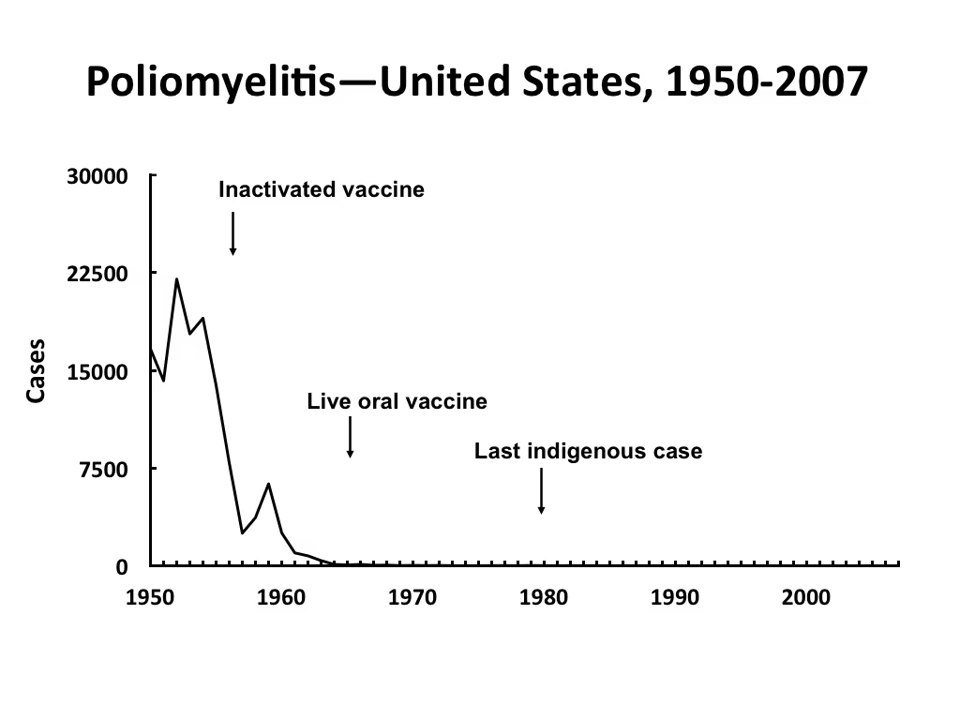 Poliomyelitis—United States, 1950-2007
30000
Inactivated vaccine
22500
Cases
15000
Live oral vaccine
Last indigenous case
7500
0
1950 1960 1970 1980 1990 2000